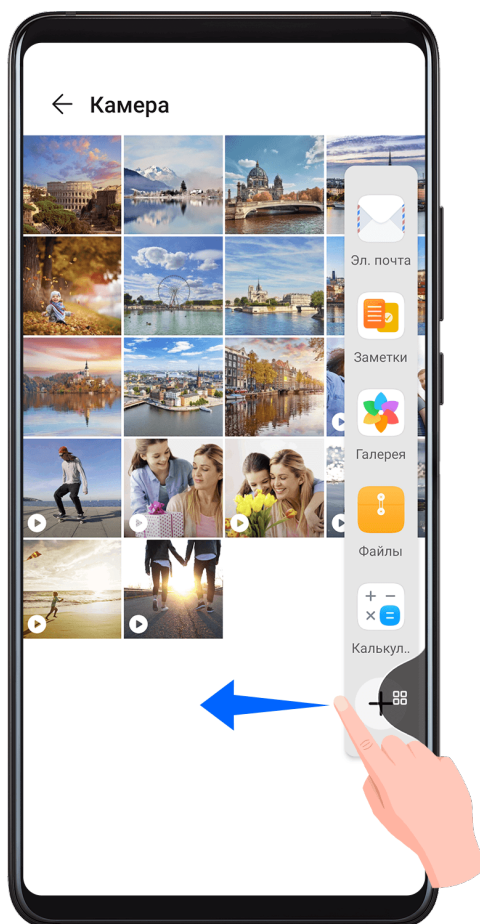 Камера
Эл. почта
Заметки
Галерея
Файлы
Калькул..